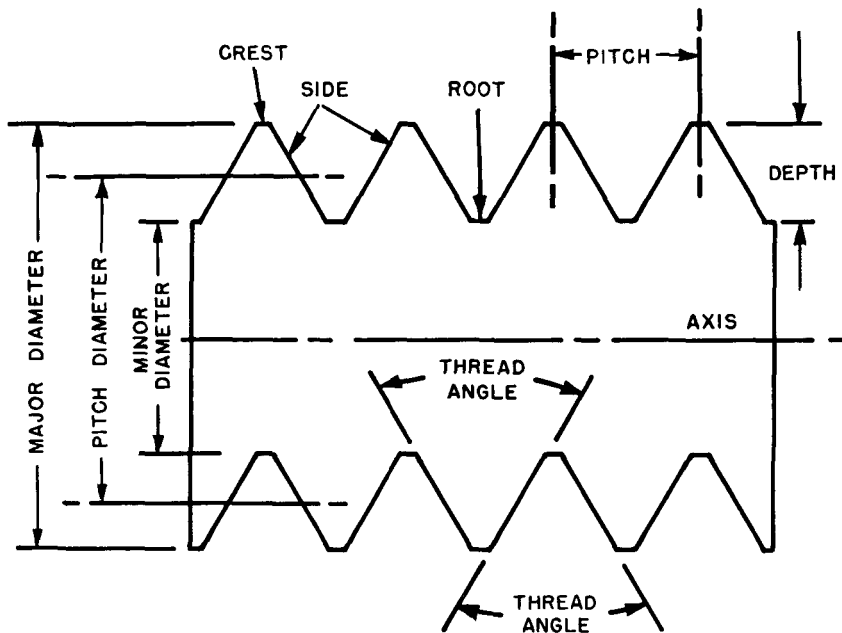 CREST
SIDE
ROOT
PITCH
DEPTH
MAJOR DIAMETER
PITCH DIAMETER
MINOR
DIAMETER
AXIS
THREAD
ANGLE
THREAD
ANGLE